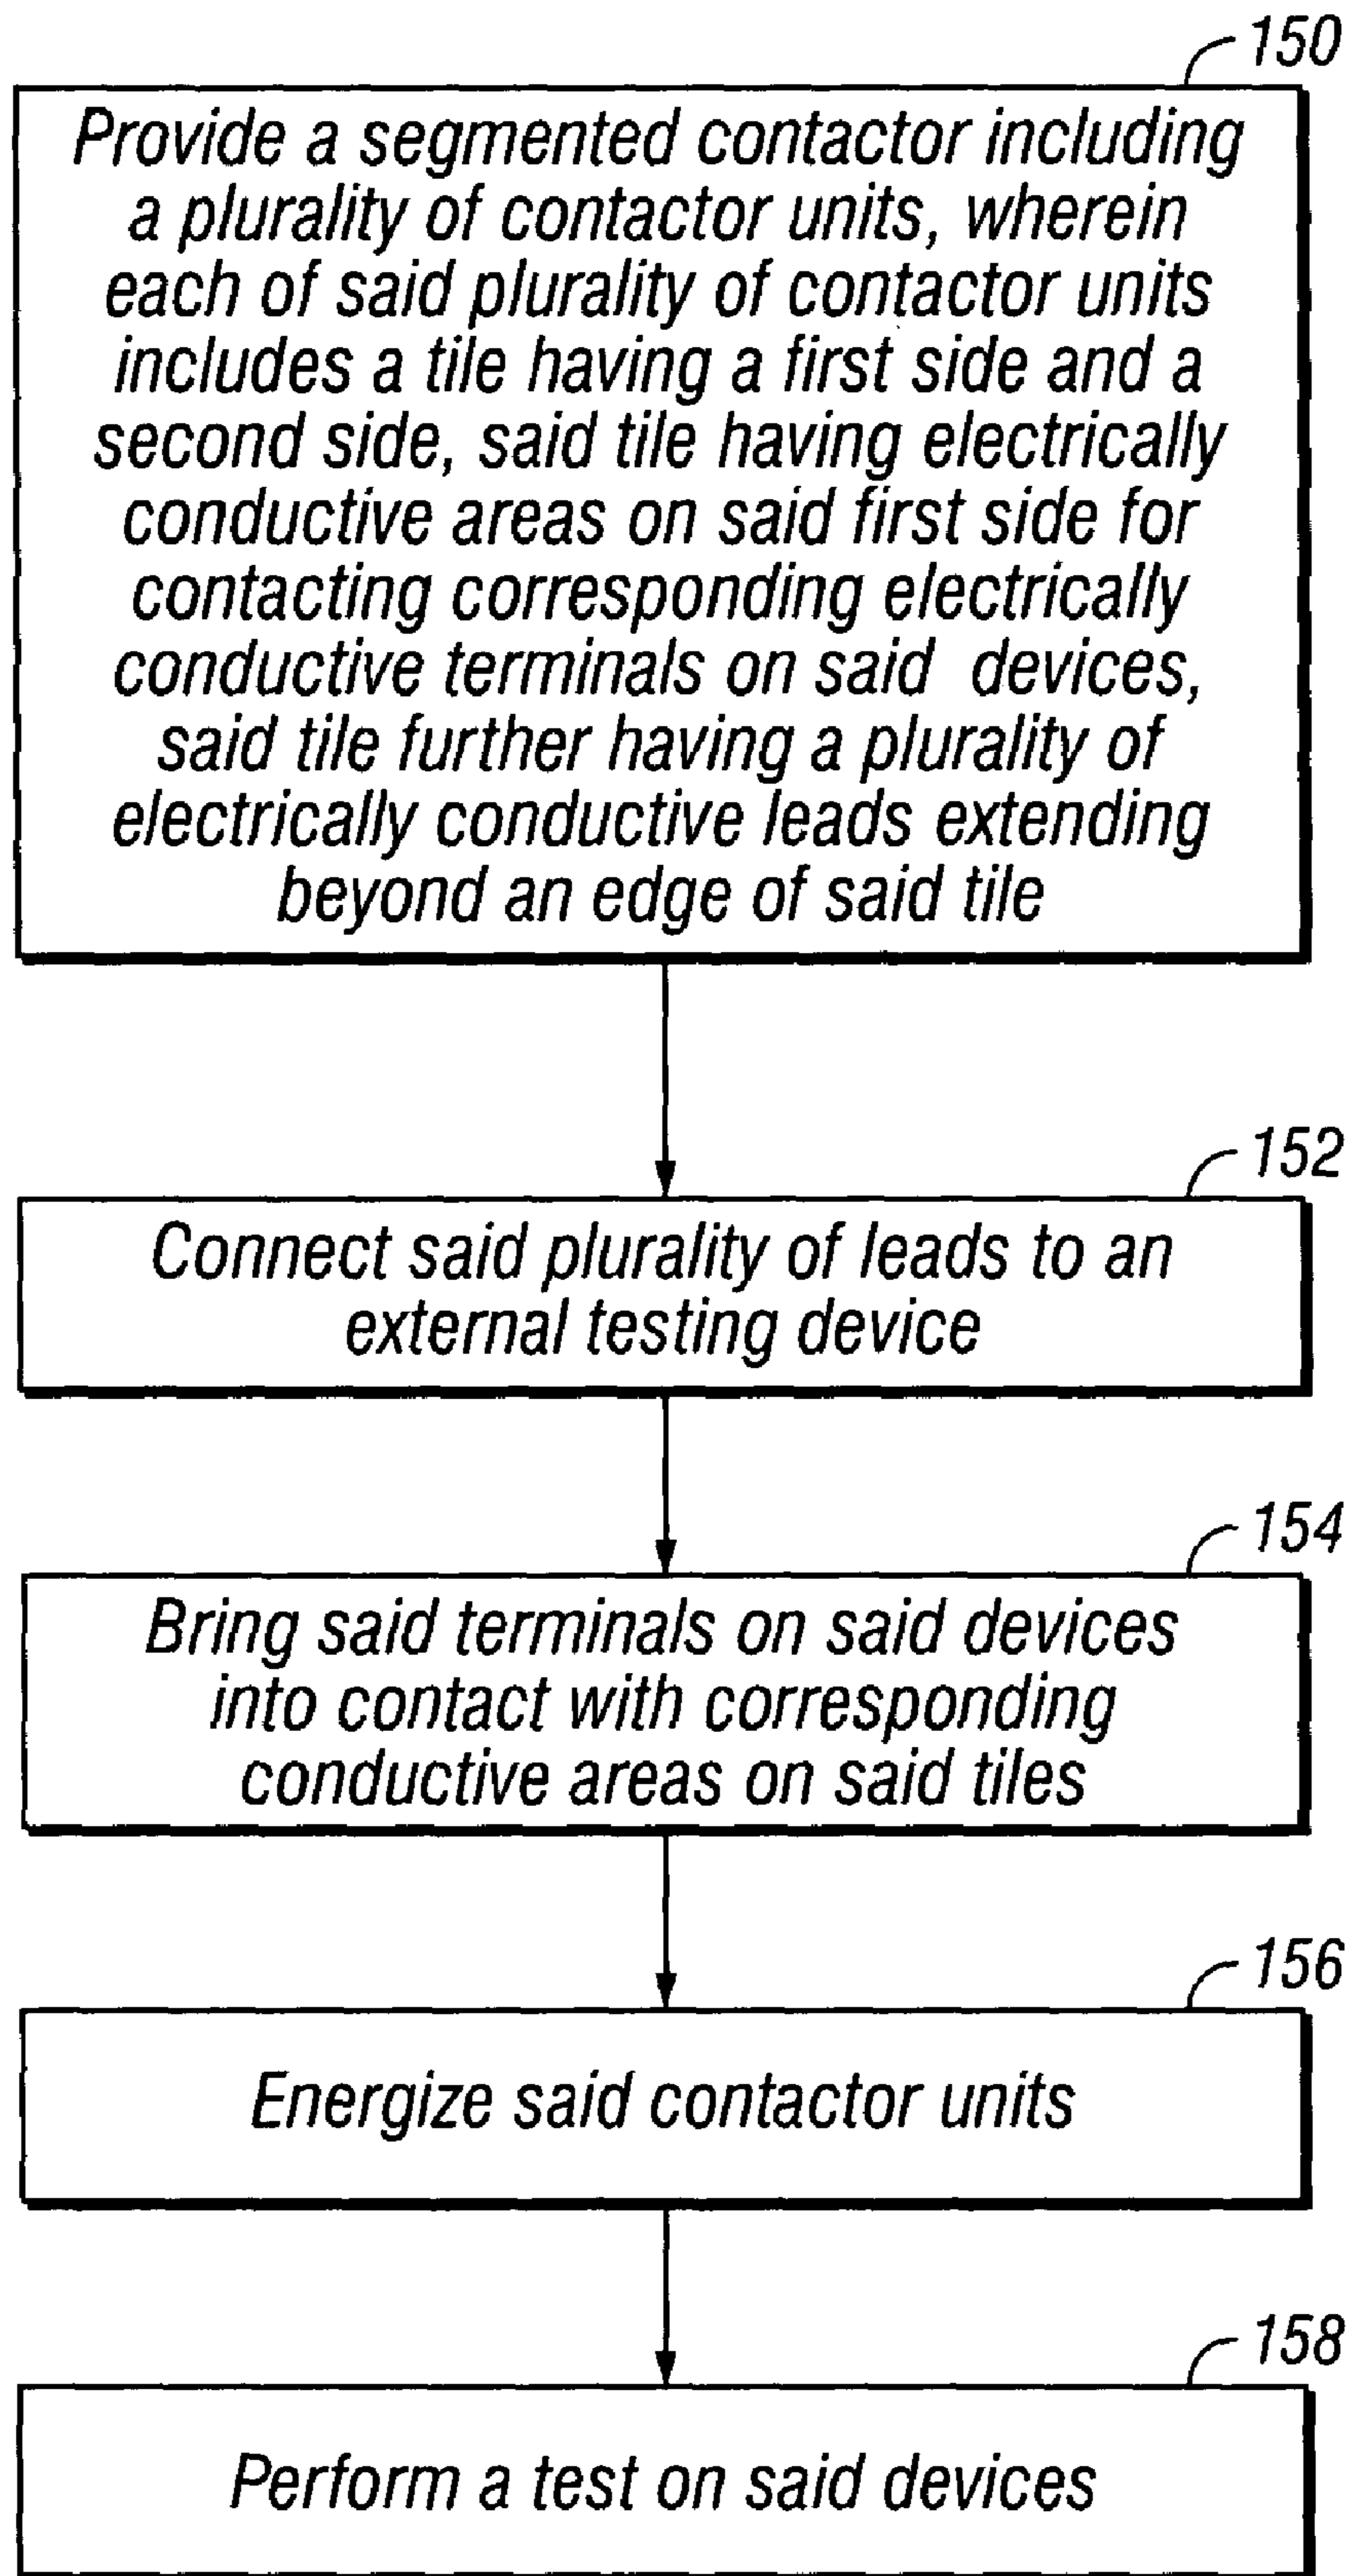 150
Provide a segmented contactor including
a plurality of contactor units, wherein
each of said plurality of contactor units
includes a tile having a first side and a
second side, said tile having electrically
conductive areas on said first side for
contacting corresponding electrically
conductive terminals on said devices,
said tile further having a plurality of
electrically conductive leads extending
beyond an edge of said tile
152
Connect said plurality of leads to an
external testing device
154
Bring said terminals on said devices
into contact with corresponding
conductive areas on said tiles
156
Energize said contactor units
158
Perform a test on said devices